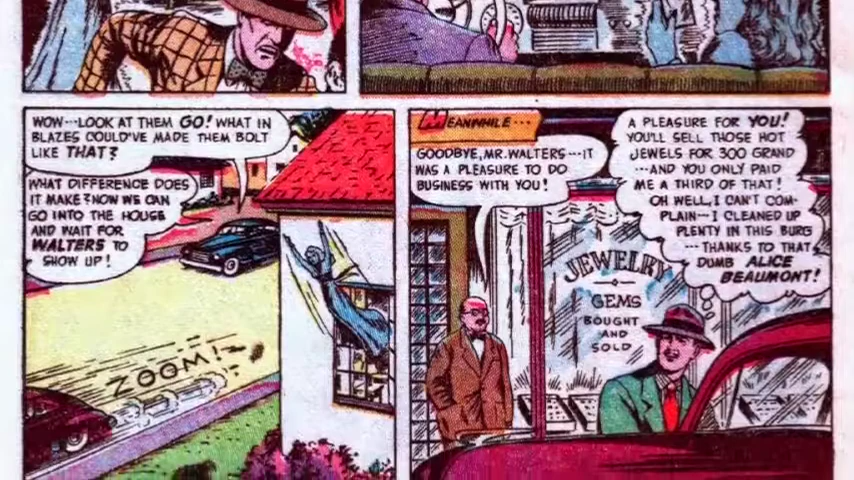 WOW---LOOK AT THEM GO! WHAT IN
BLAZES COULD'VE MADE THEM BOLT
LIKE THAT?
WHAT DIFFERENCE DOES
IT MAKE? NOW WE CAN
GO INTO THE HOUSE
AND WAIT FOR
WALTERS TO
SHOW UP!
ZOOM!
MEANWHILE...
GOODBYE, MR. WALTERS---IT
WAS A PLEASURE TO DO
BUSINESS WITH YOU!
A PLEASURE FOR YOU!
YOU'LL SELL THOSE HOT
JEWELS FOR 300 GRAND
---AND YOU ONLY PAID
ME A THIRD OF THAT!
OH WELL, I CAN'T COM-
PLAIN--I CLEANED UP
PLENTY IN THIS BURG
---THANKS TO THAT
DUMB ALICE
BEAUMONT!
JEWELRY
GEMS
BOUGHT
AND
SOLD